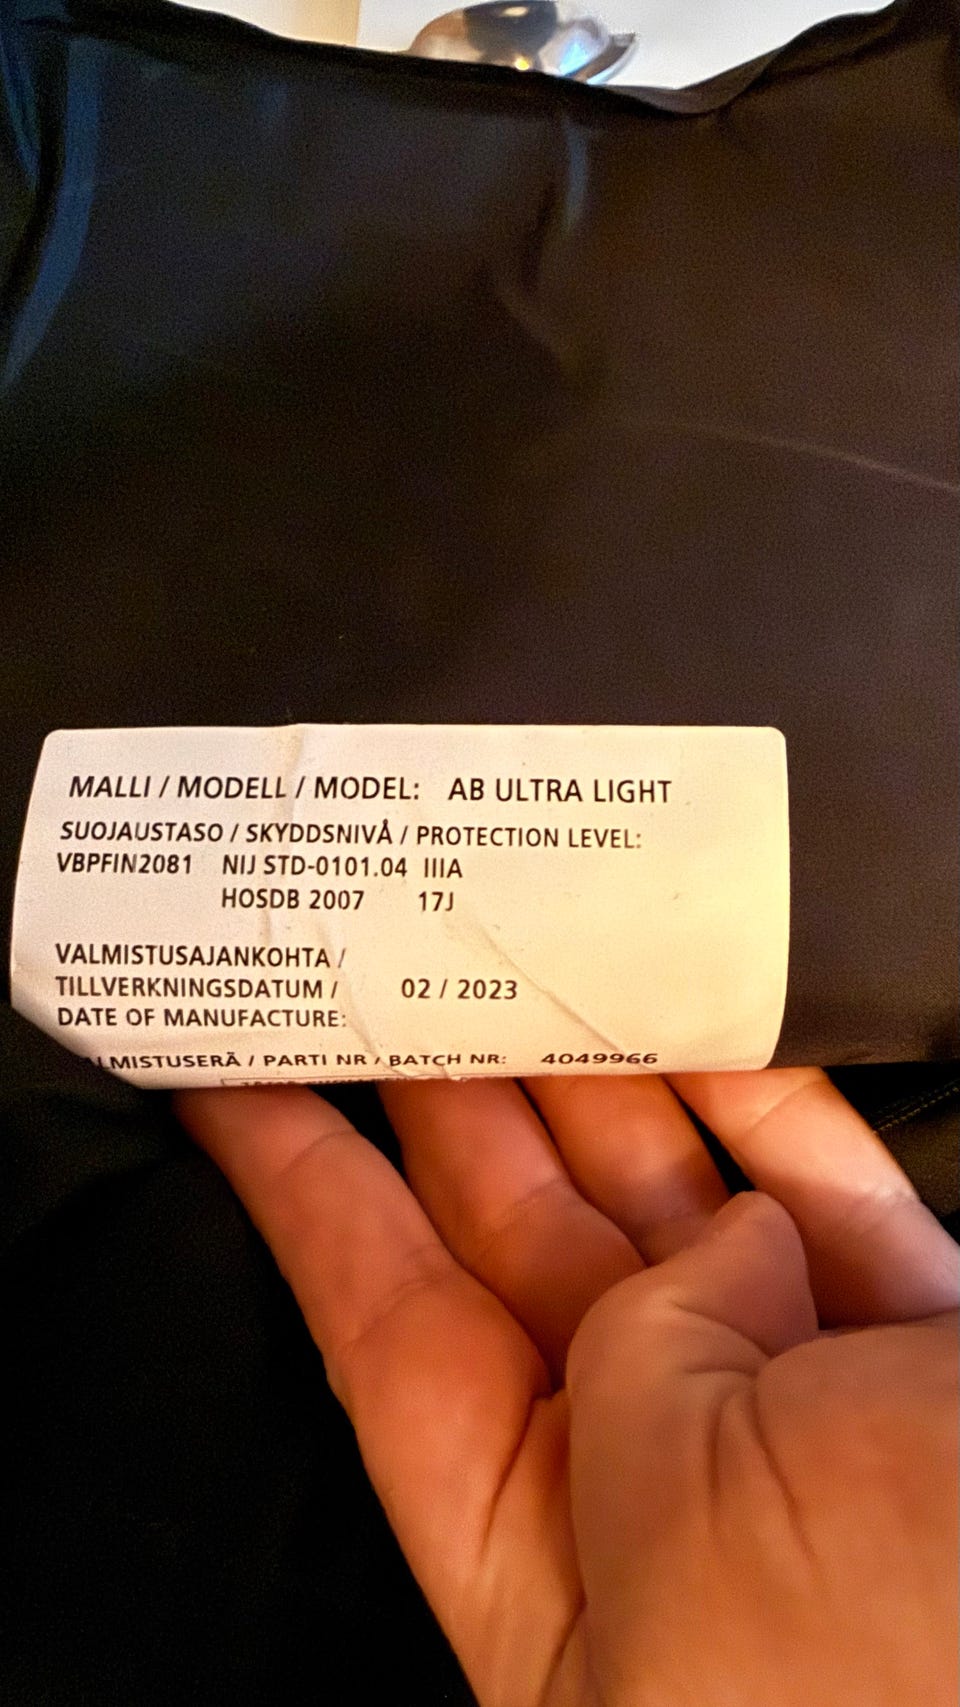 MALLI / MODELL / MODEL: AB ULTRA LIGHT
SUOJAUSTASO / SKYDDSNIVÅ / PROTECTION LEVEL:
VBPFIN2081 NIJ STD-0101.04 IIIA
HOSDB 2007 17J
VALMISTUSAJANKOHTA /
TILLVERKNINGSDATUM / 02 / 2023
DATE OF MANUFACTURE:
ALMISTUSERÄ / PARTI NR / BATCH NR: 4049966